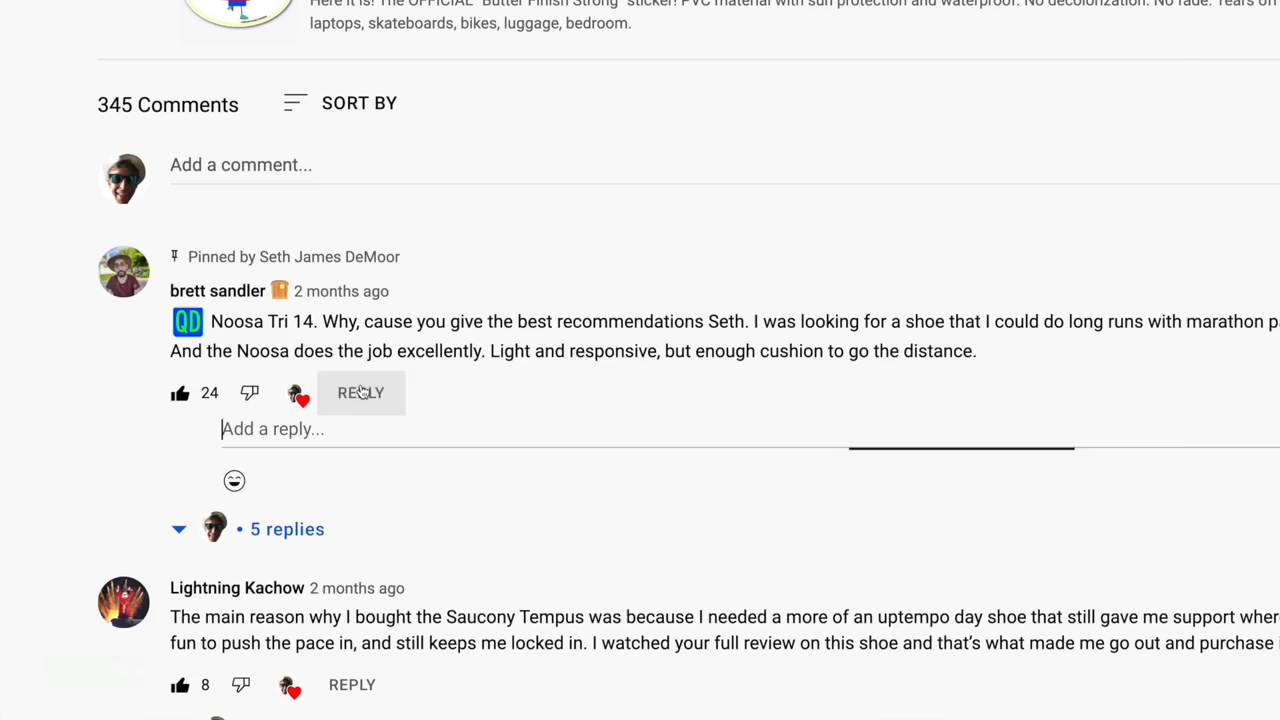 Here it is! The OFFICIAL "Butter Finish Strong" sticker! PVC material with sun protection and waterproof. No decolorization. No fade. Tears off
laptops, skateboards, bikes, luggage, bedroom.
345 Comments SORT BY
Add a comment...
Pinned by Seth James DeMoor
brett sandler 2 months ago
QD Noosa Tri 14. Why, cause you give the best recommendations Seth. I was looking for a shoe that I could do long runs with marathon
And the Noosa does the job excellently. Light and responsive, but enough cushion to go the distance.
24 REPLY
Add a reply...
• 5 replies
Lightning Kachow 2 months ago
The main reason why I bought the Saucony Tempus was because I needed a more of an uptempo day shoe that still gave me support
fun to push the pace in, and still keeps me locked in. I watched your full review on this shoe and that's what made me go out and purchase
8 REPLY